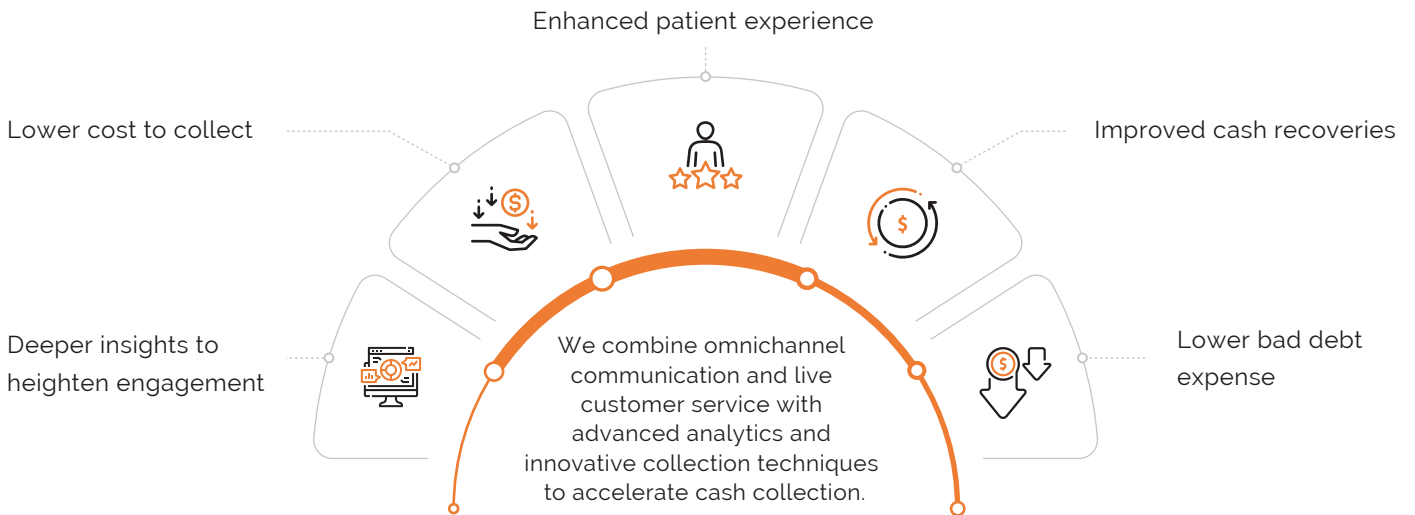 Enhanced patient experience
Lower cost to collect
Improved cash recoveries
Deeper insights to
heighten engagement
Lower bad debt
expense
$
$
$
We combine omnichannel
communication and live
customer service with
advanced analytics and
innovative collection techniques
to accelerate cash collection.